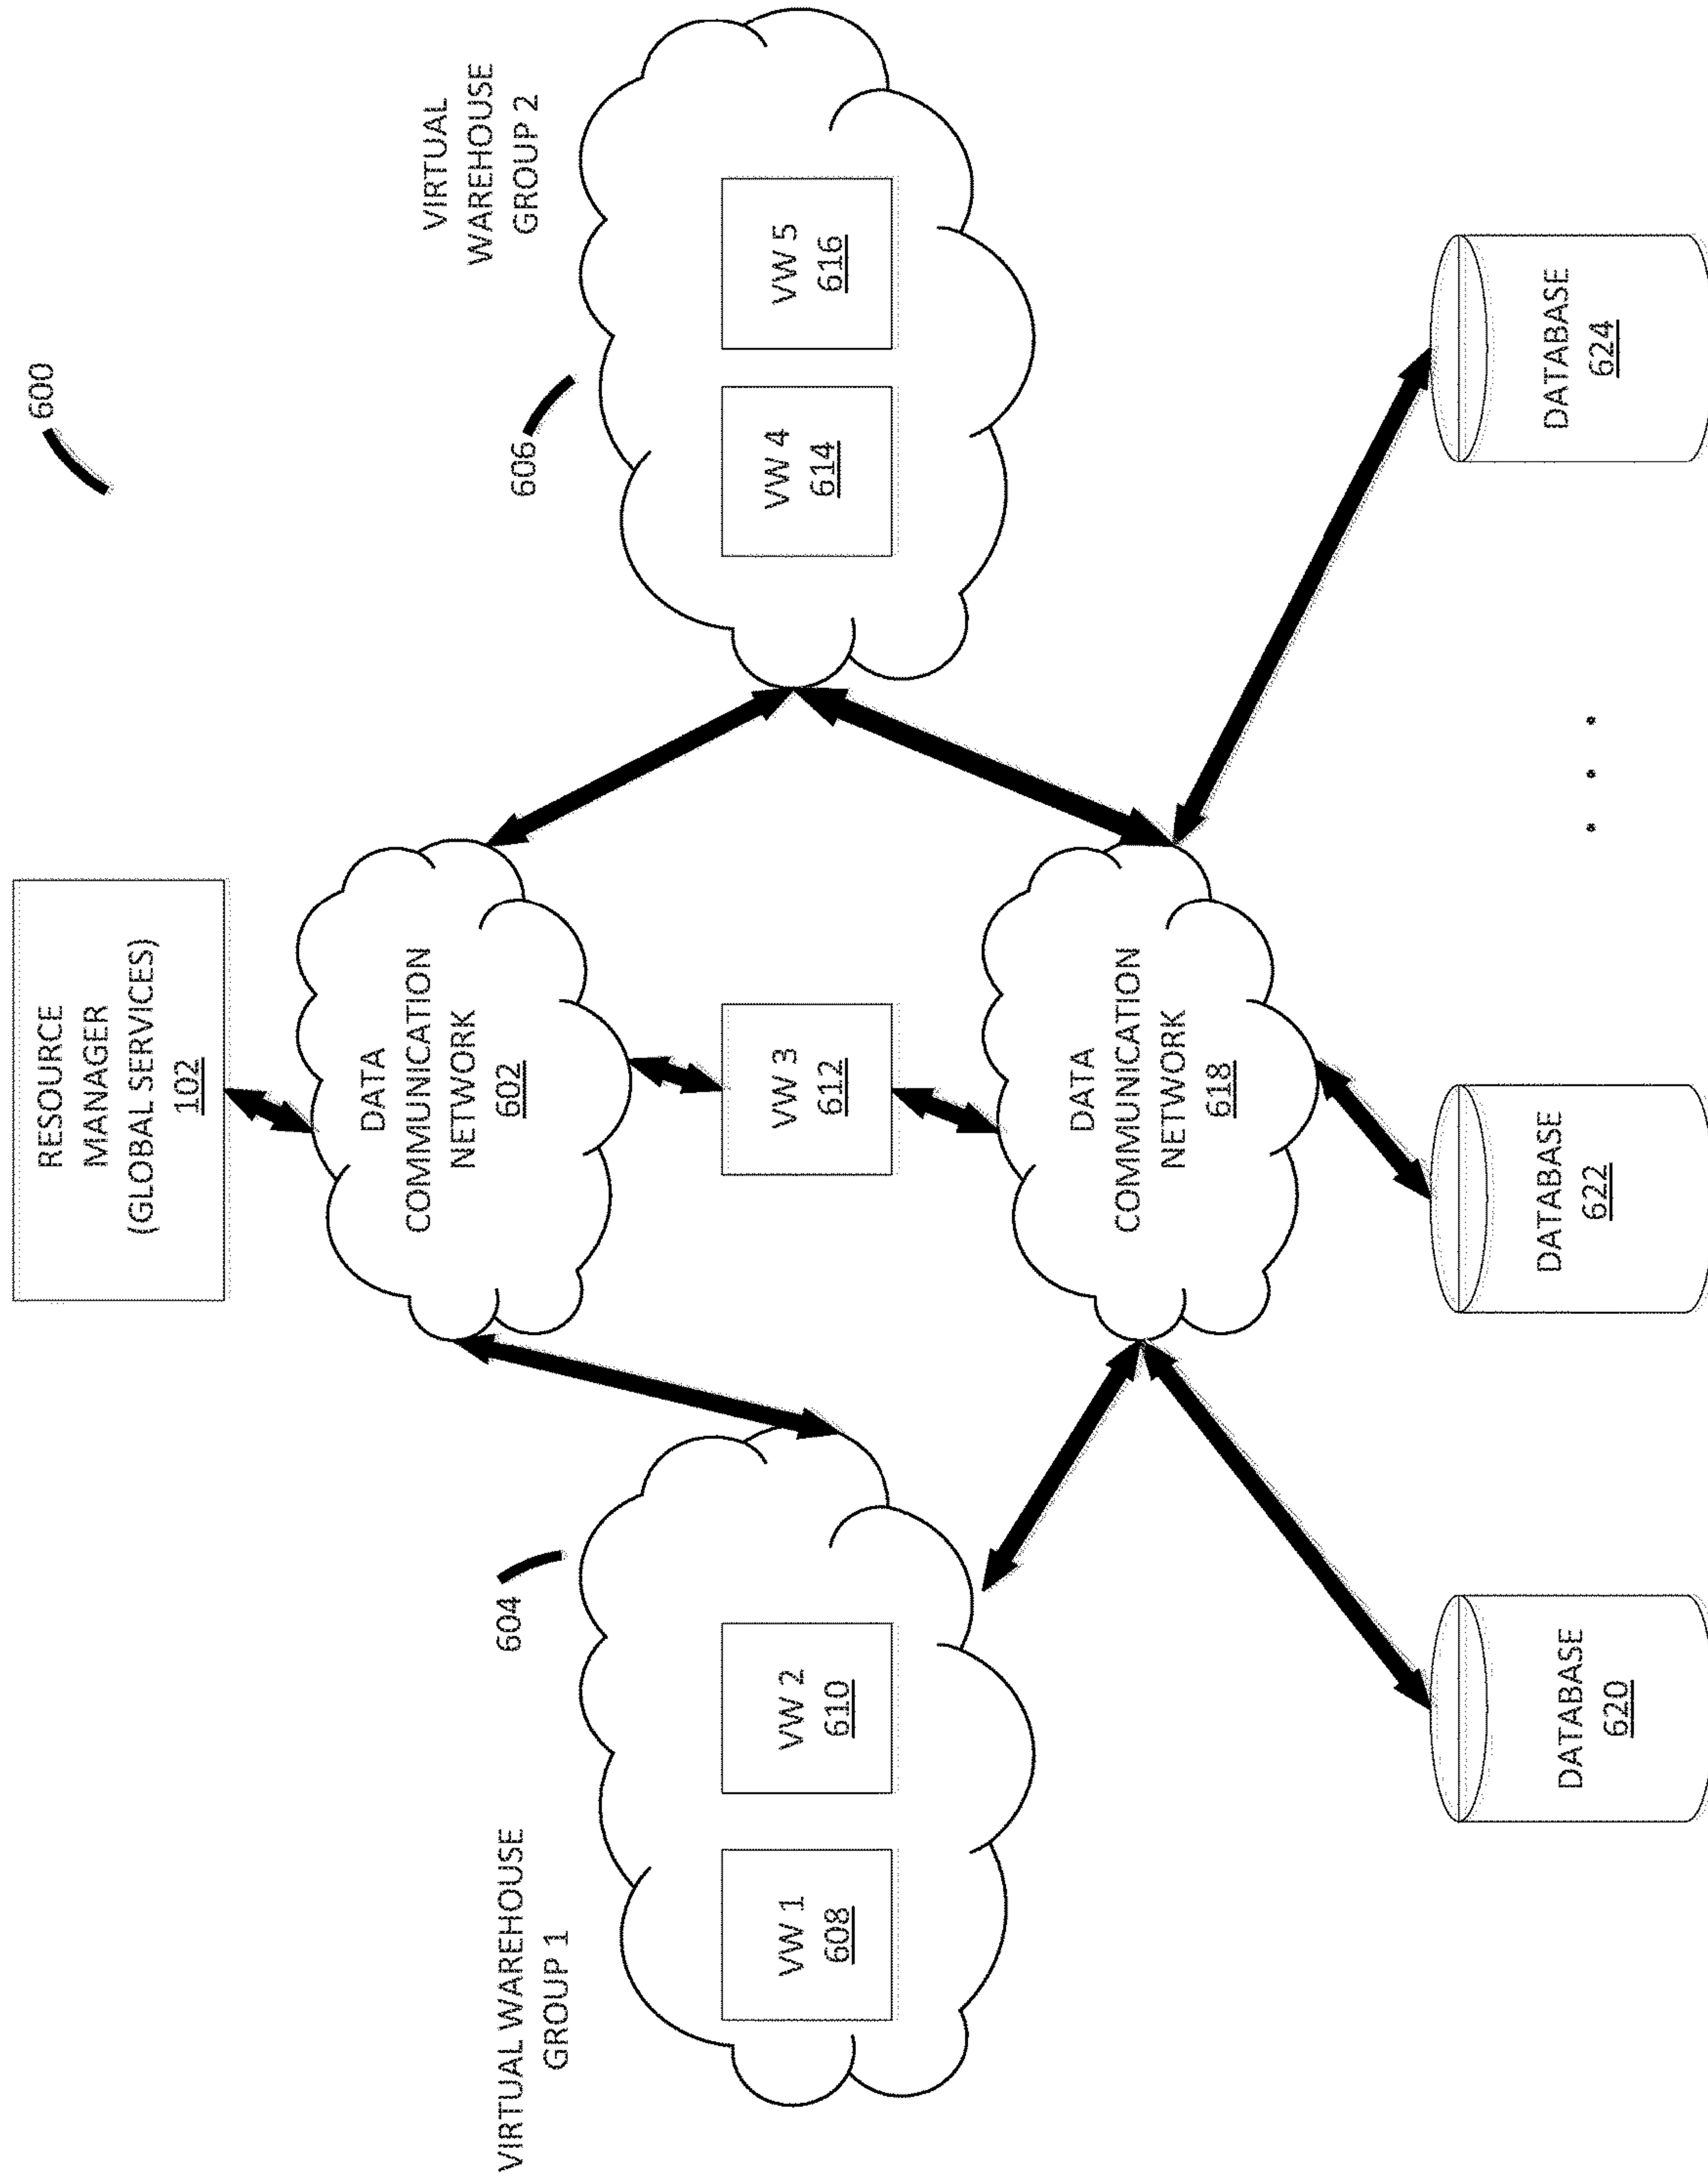 600
RESOURCE
MANAGER
(GLOBAL SERVICES)
102
DATA
COMMUNICATION
NETWORK
602
VIRTUAL WAREHOUSE
GROUP 1
604
VW 1
608
VW 2
610
VW 3
612
VIRTUAL
WAREHOUSE
GROUP 2
606
VW 4
614
VW 5
616
DATA
COMMUNICATION
NETWORK
618
DATABASE
620
DATABASE
622
. . .
DATABASE
624